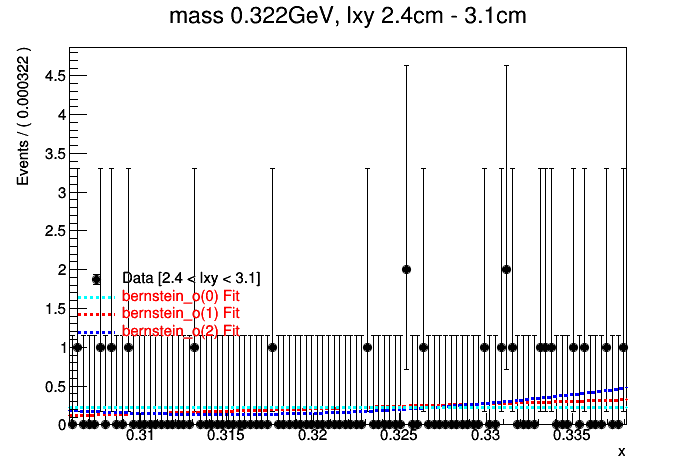 mass 0.322GeV, lxy 2.4cm - 3.1cm
Events / ( 0.000322 )
4.5
4
3.5
3
2.5
2
1.5
1
0.5
0
Data [2.4 < lxy < 3.1]
bernstein_o(0) Fit
bernstein_o(1) Fit
bernstein_o(2) Fit
0.31 0.315 0.32 0.325 0.33 0.335
x